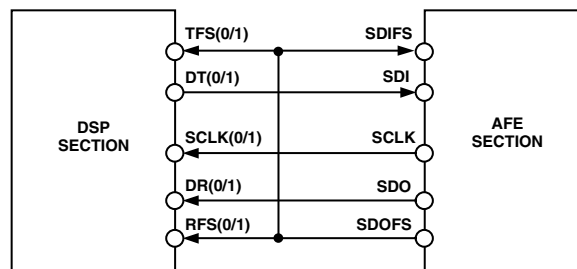 TFS(0/1) SDIFS
DT(0/1) SDI
DSP
SECTION
AFE
SECTION
SCLK(0/1) SCLK
DR(0/1) SDO
RFS(0/1) SDOFS